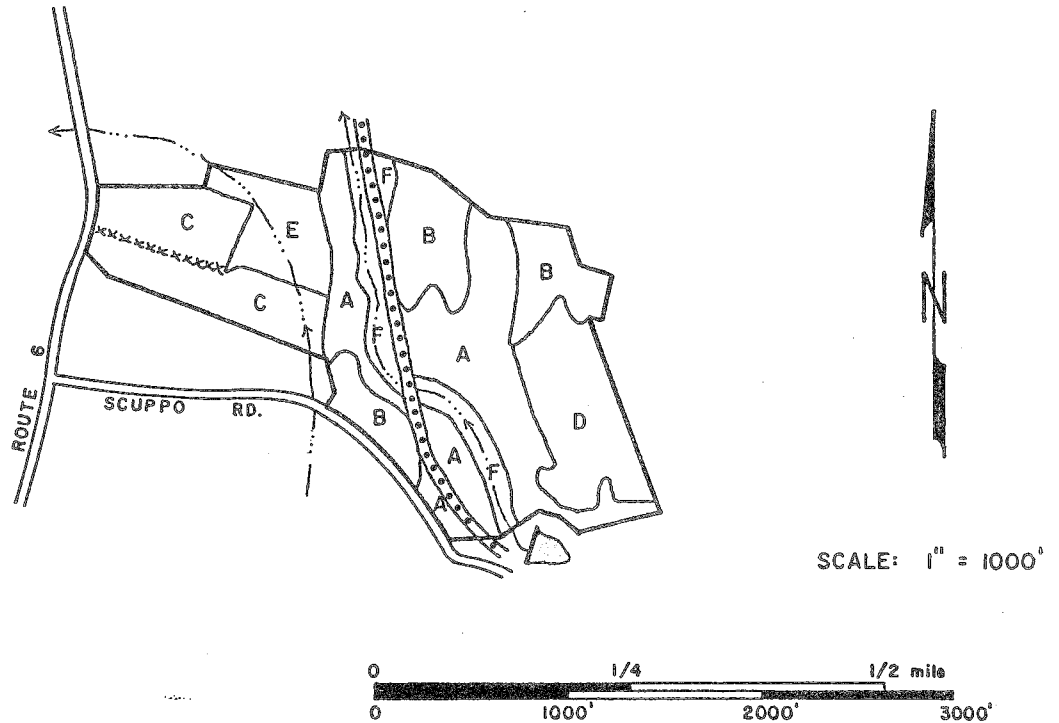 F
B
C
E
B
C
A
F
A
ROUTE 6
SCUPPO RD.
B
D
A
F
A
N
SCALE: 1" = 1000'
0 1/4 1/2 mile
0 1000' 2000' 3000'